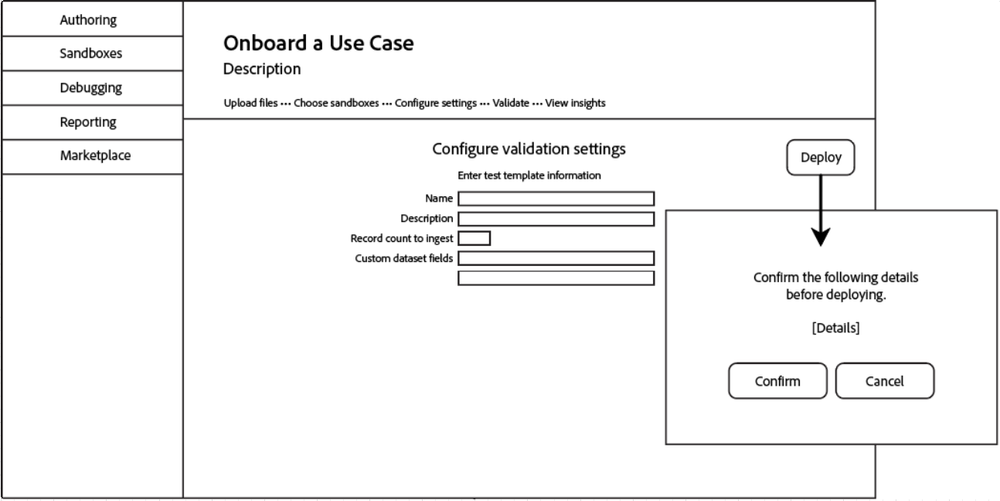 Authoring
Sandboxes
Debugging
Reporting
Marketplace
Onboard a Use Case
Description
Upload files ··· Choose sandboxes ··· Configure settings ··· Validate ··· View insights
Configure validation settings
Deploy
Enter test template information
Name
Description
Record count to ingest
Custom dataset fields
Confirm the following details
before deploying.
[Details]
Confirm
Cancel